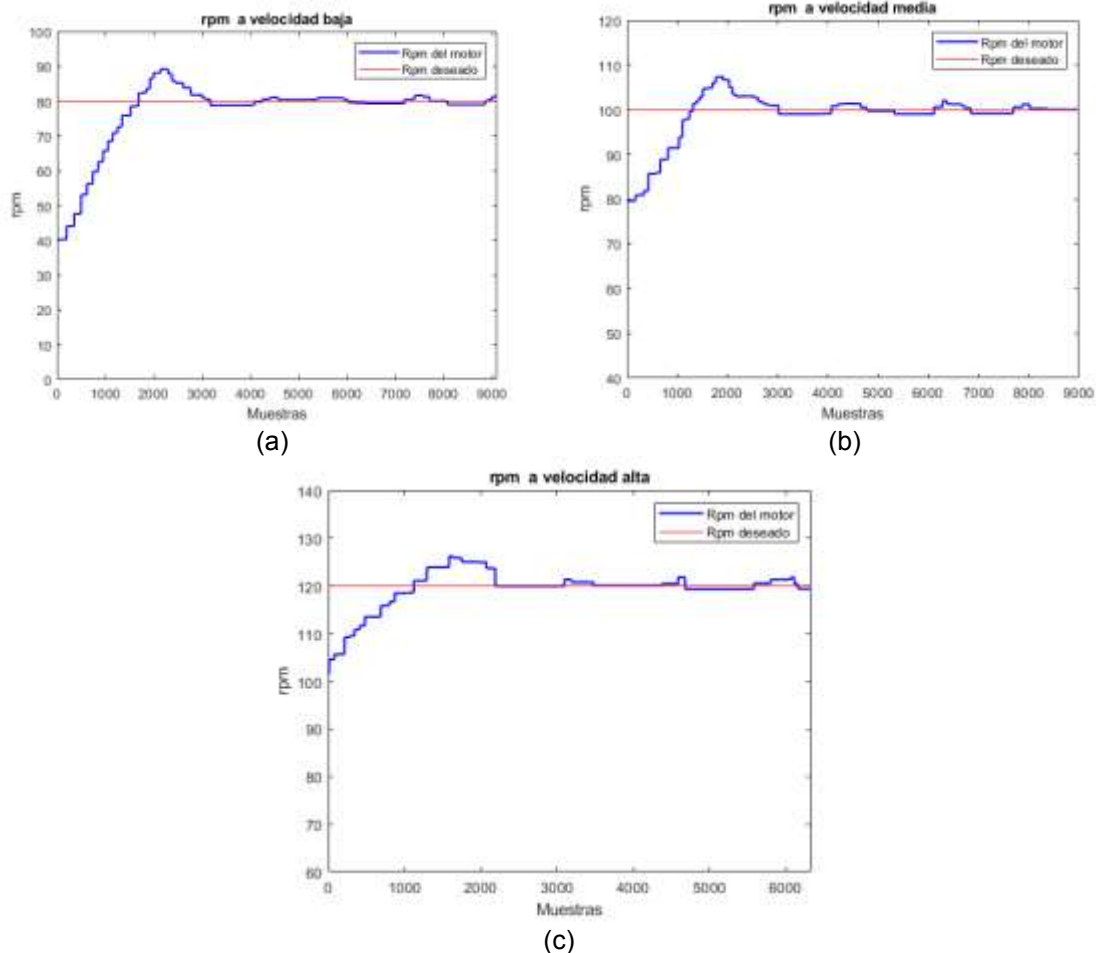 rpm a velocidad baja
100
90
80
70
60
50
40
30
20
10
0
rpm
Rpm del motor
Rpm deseado
0 1000 2000 3000 4000 5000 6000 7000 8000 9000
Muestras
(a)
rpm a velocidad media
120
110
100
90
80
70
60
50
40
rpm
Rpm del motor
Rpm deseado
0 1000 2000 3000 4000 5000 6000 7000 8000 9000
Muestras
(b)
rpm a velocidad alta
140
130
120
110
100
90
80
70
60
rpm
Rpm del motor
Rpm deseado
0 1000 2000 3000 4000 5000 6000
Muestras
(c)